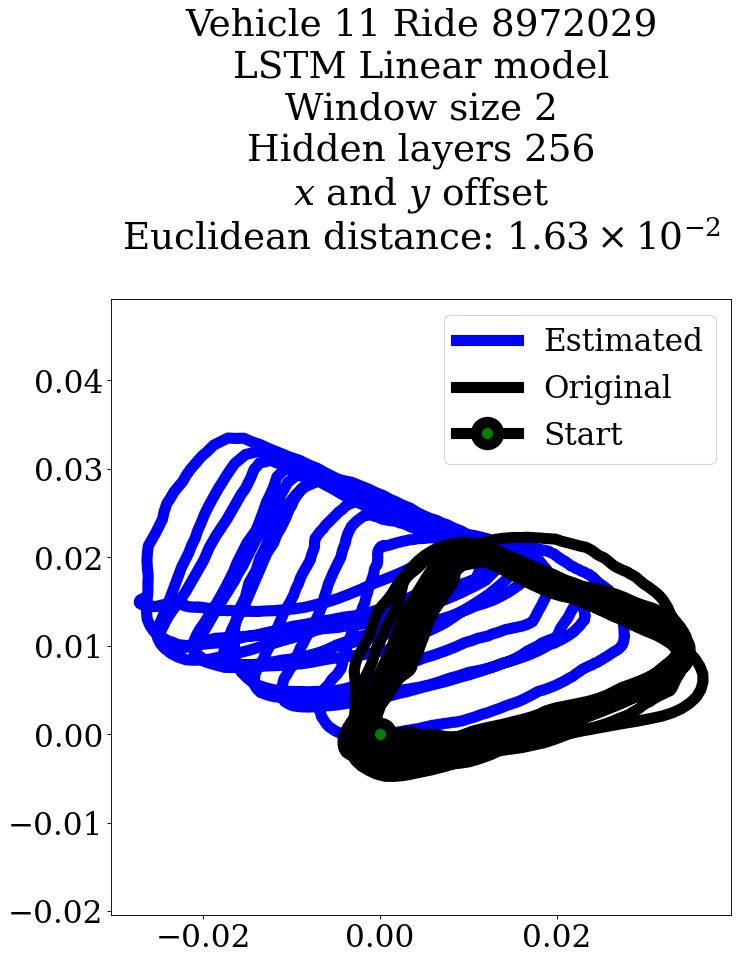 Vehicle 11 Ride 8972029
LSTM Linear model
Window size 2
Hidden layers 256
x and y offset
Euclidean distance: 1.63 × 10⁻²
Estimated
Original
Start
0.04
0.03
0.02
0.01
0.00
−0.01
−0.02
−0.02 0.00 0.02